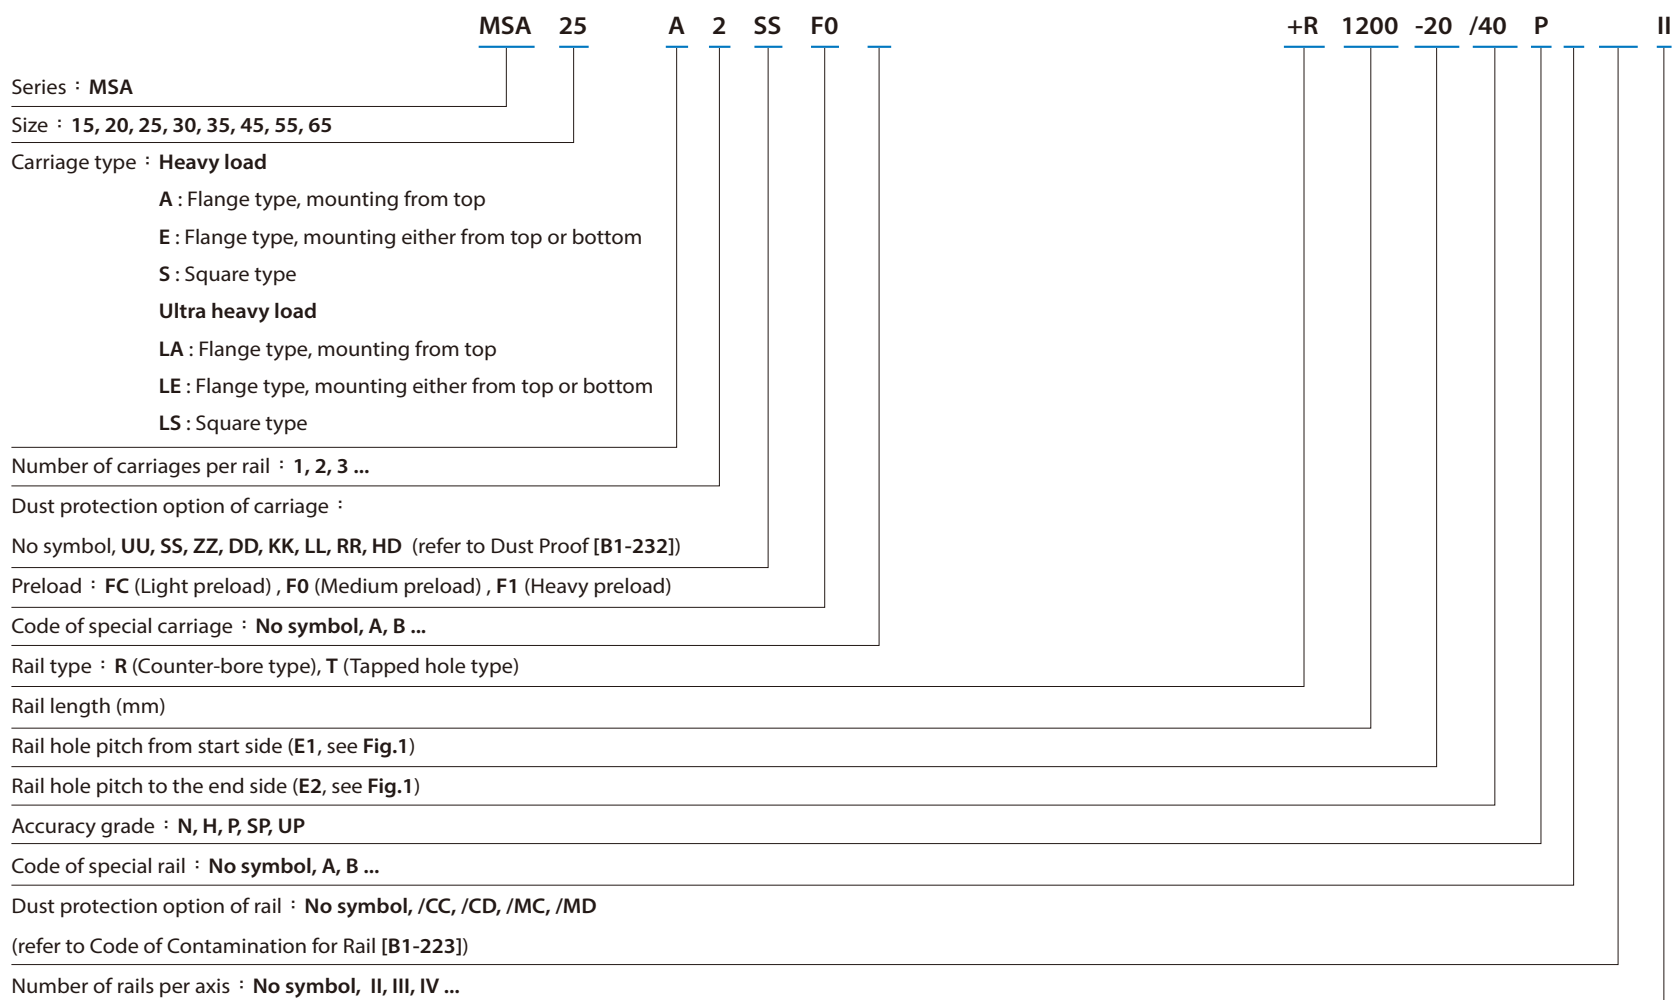 MSA 25 A 2 SS F0 +R 1200 -20 /40 P II
Series : MSA
Size : 15, 20, 25, 30, 35, 45, 55, 65
Carriage type : Heavy load
A : Flange type, mounting from top
E : Flange type, mounting either from top or bottom
S : Square type
Ultra heavy load
LA : Flange type, mounting from top
LE : Flange type, mounting either from top or bottom
LS : Square type
Number of carriages per rail : 1, 2, 3 ...
Dust protection option of carriage :
No symbol, UU, SS, ZZ, DD, KK, LL, RR, HD (refer to Dust Proof [B1-232])
Preload : FC (Light preload) , F0 (Medium preload) , F1 (Heavy preload)
Code of special carriage : No symbol, A, B ...
Rail type : R (Counter-bore type), T (Tapped hole type)
Rail length (mm)
Rail hole pitch from start side (E1, see Fig.1)
Rail hole pitch to the end side (E2, see Fig.1)
Accuracy grade : N, H, P, SP, UP
Code of special rail : No symbol, A, B ...
Dust protection option of rail : No symbol, /CC, /CD, /MC, /MD
(refer to Code of Contamination for Rail [B1-223])
Number of rails per axis : No symbol, II, III, IV ...